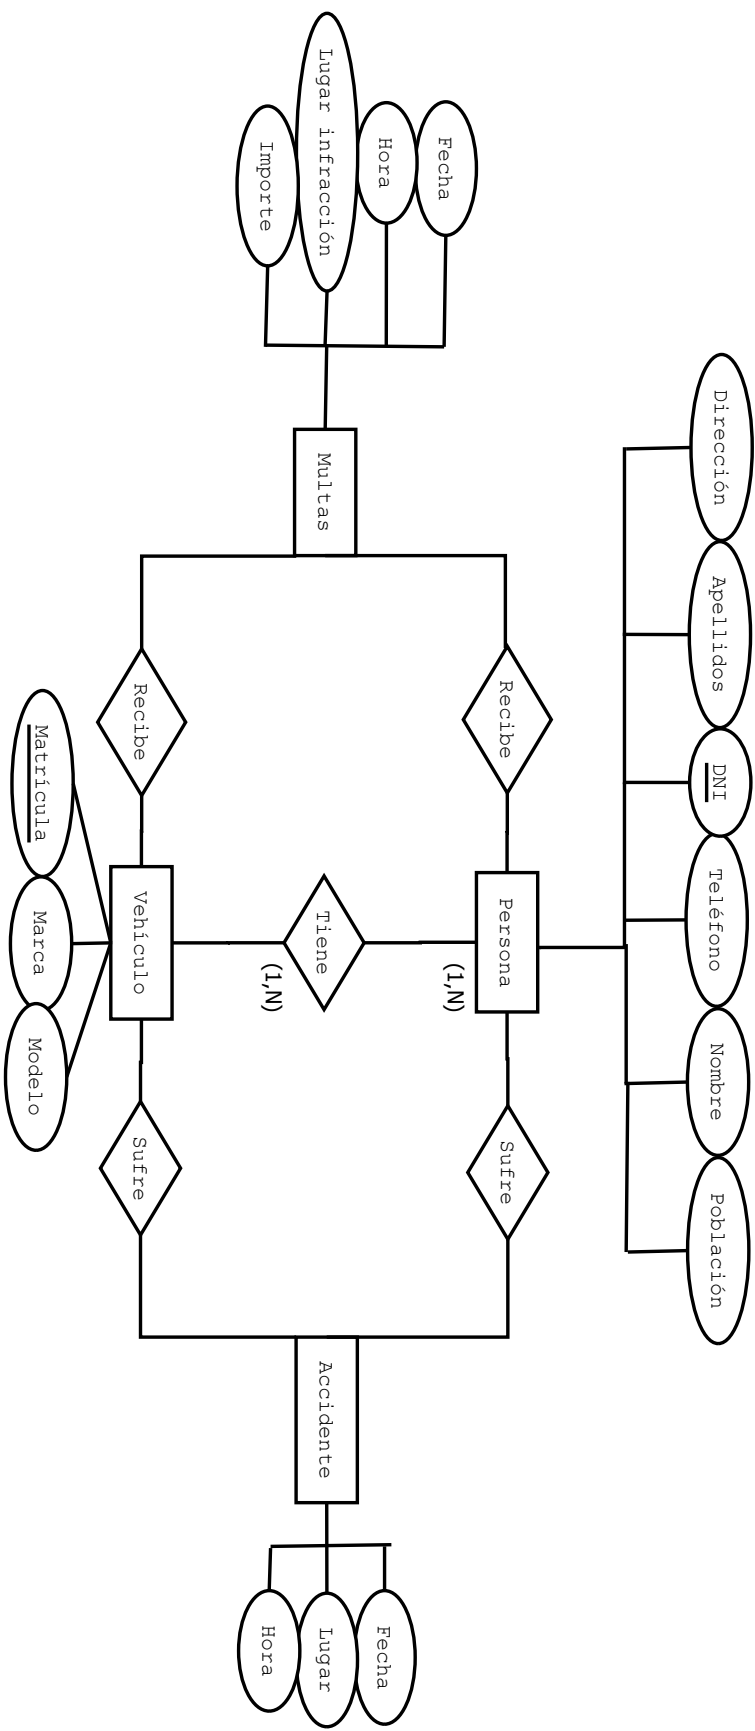 Dirección
Apellidos
DNI
Teléfono
Nombre
Población
Fecha
Hora
Lugar infracción
Importe
Multas
Recibe
Persona
(1,N)
Sufre
Tiene
(1,N)
Accidente
Fecha
Lugar
Hora
Recibe
Vehículo
Sufre
Matrícula
Marca
Modelo